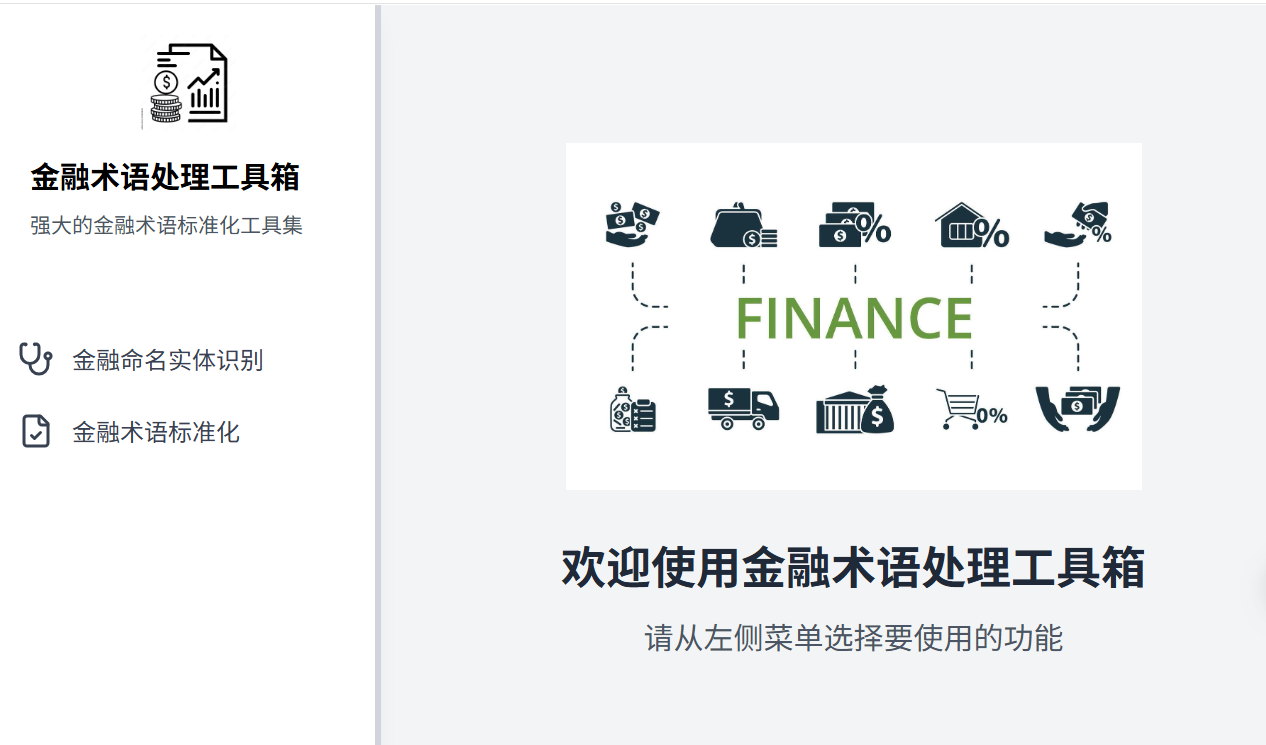 金融术语处理工具箱
强大的金融术语标准化工具集
金融命名实体识别
金融术语标准化
FINANCE
0%
欢迎使用金融术语处理工具箱
请从左侧菜单选择要使用的功能